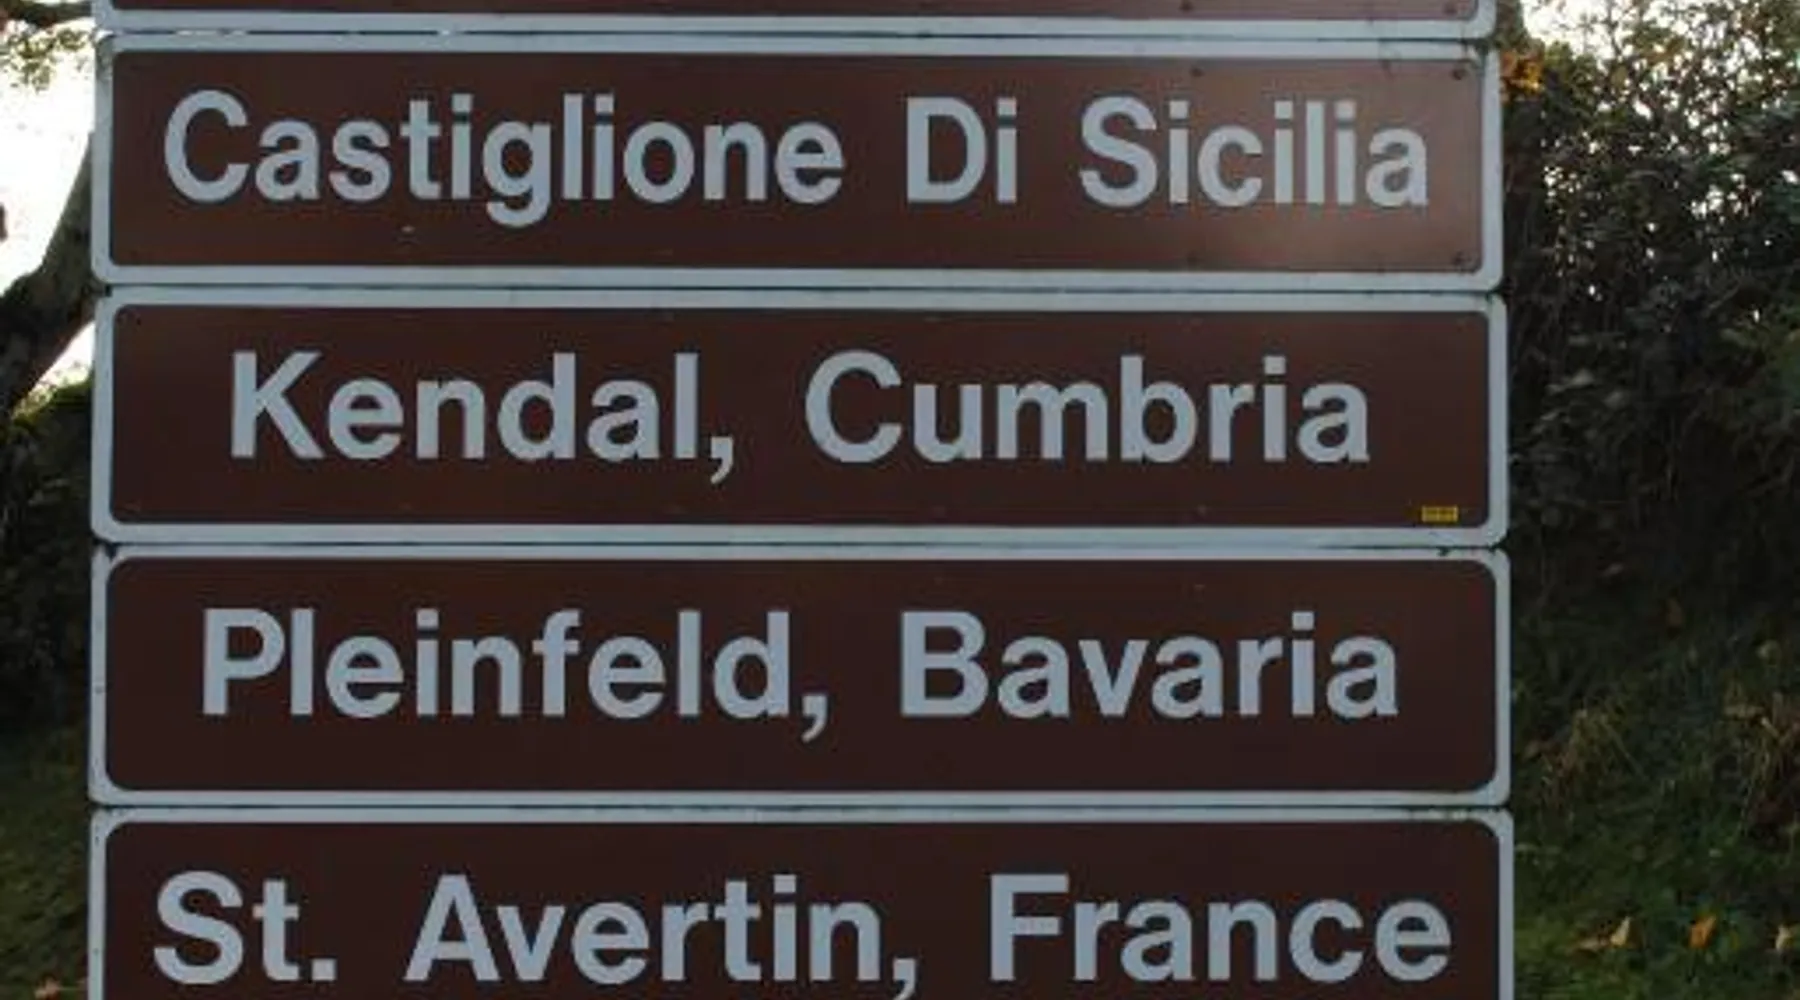 Castiglione Di Sicilia
Kendal, Cumbria
Pleinfeld, Bavaria
St. Avertin, France